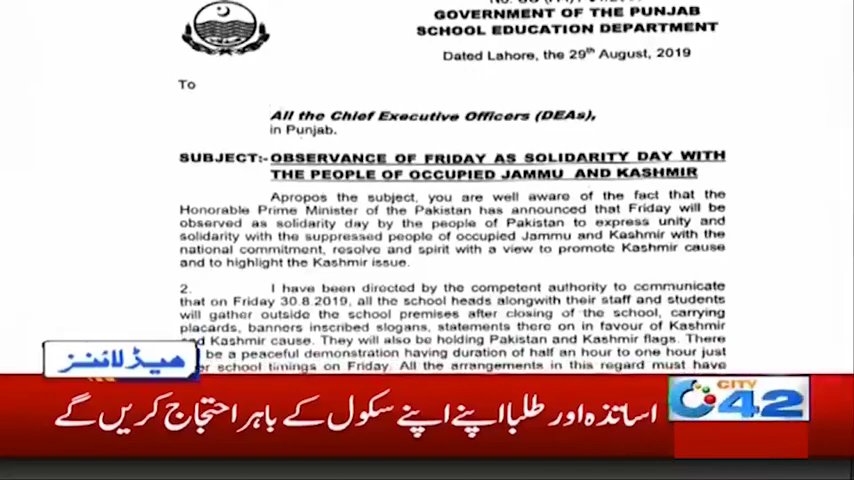 GOVERNMENT OF THE PUNJAB
SCHOOL EDUCATION DEPARTMENT
Dated Lahore, the 29th August, 2019
To
All the Chief Executive Officers (DEAs),
in Punjab.
SUBJECT:- OBSERVANCE OF FRIDAY AS SOLIDARITY DAY WITH
THE PEOPLE OF OCCUPIED JAMMU AND KASHMIR
Apropos the subject, you are well aware of the fact that the
Honorable Prime Minister of the Pakistan has announced that Friday will be
observed as solidarity day by the people of Pakistan to express unity and
solidarity with the suppressed people of occupied Jammu and Kashmir with the
national commitment, resolve and spirit with a view to promote Kashmir cause
and to highlight the Kashmir issue.
2. I have been directed by the competent authority to communicate
that on Friday 30.8.2019, all the school heads alongwith their staff and students
will gather outside the school premises after closing of the school, carrying
placards, banners inscribed slogans, statements there on in favour of Kashmir
Kashmir cause. They will also be holding Pakistan and Kashmir flags. There
be a peaceful demonstration having duration of half an hour to one hour just
school timings on Friday. All the arrangements in this regard must have
ہیڈلائنز
اساتذہ اور طلبا اپنے اپنے سکول کے باہر احتجاج کریں گے
CITY
42